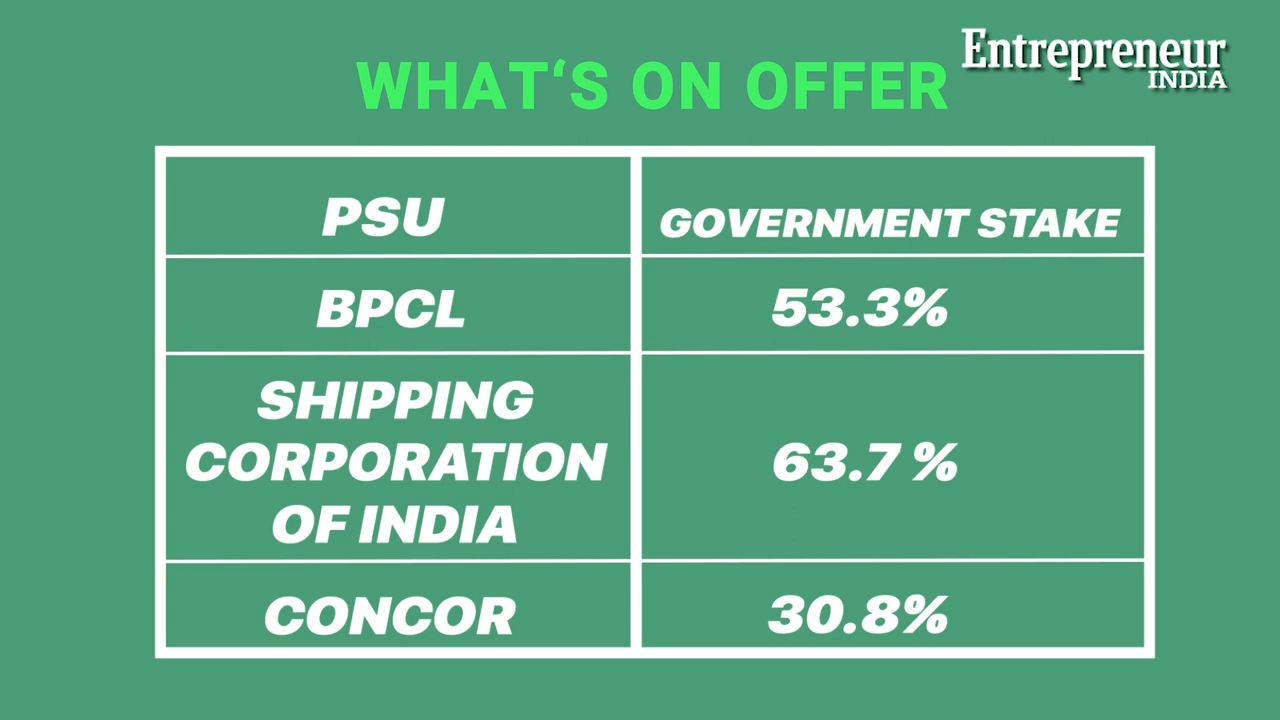 Entrepreneur
INDIA
WHAT‘S ON OFFER
PSU
GOVERNMENT STAKE
BPCL
53.3%
SHIPPING
CORPORATION
OF INDIA
63.7 %
CONCOR
30.8%